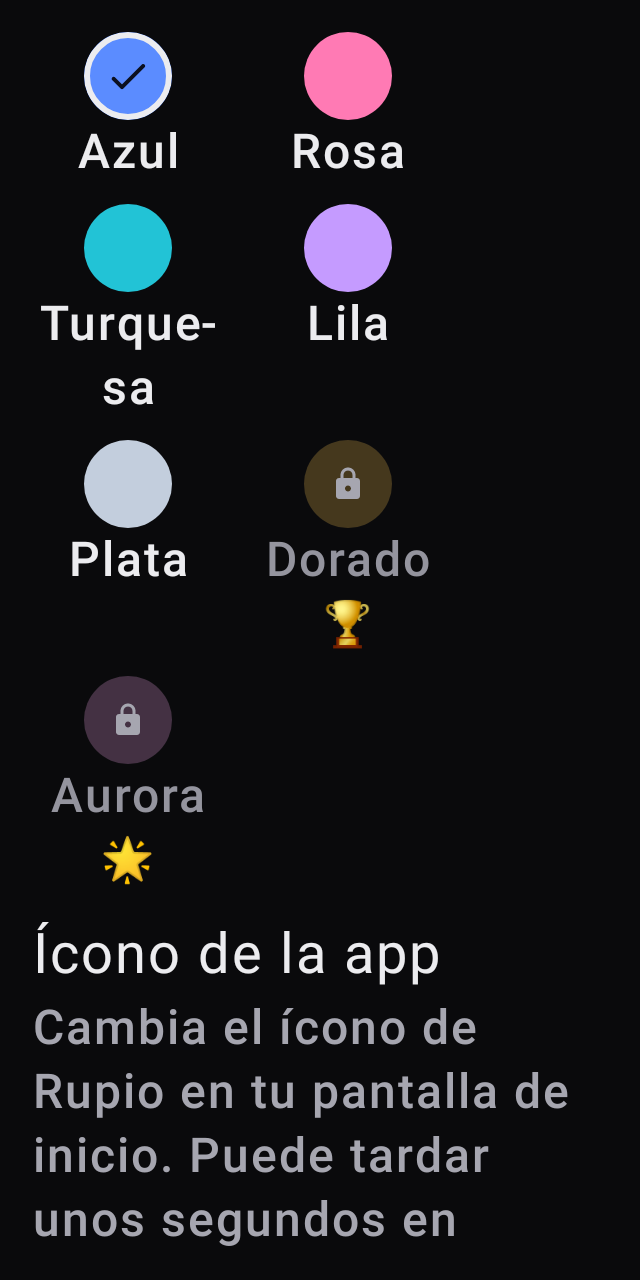 Azul
Rosa
Turque-
sa
Lila
Plata
Dorado
Aurora
Ícono de la app
Cambia el ícono de
Rupio en tu pantalla de
inicio. Puede tardar
unos segundos en